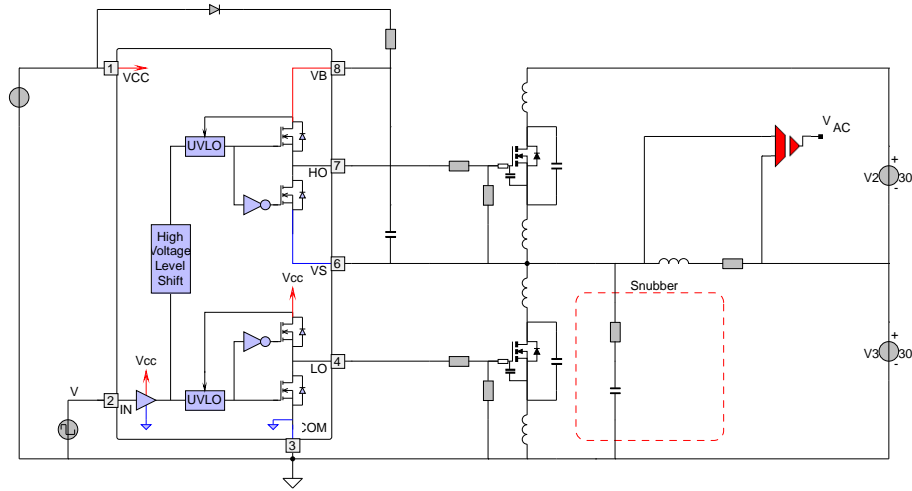 1
VCC
8
VB
V
AC
UVLO
7
HO
+
V2
30
-
High
Voltage
Level
Shift
6
VS
Vcc
Snubber
+
V3
30
-
4
LO
Vcc
V
2
IN
UVLO
COM
3